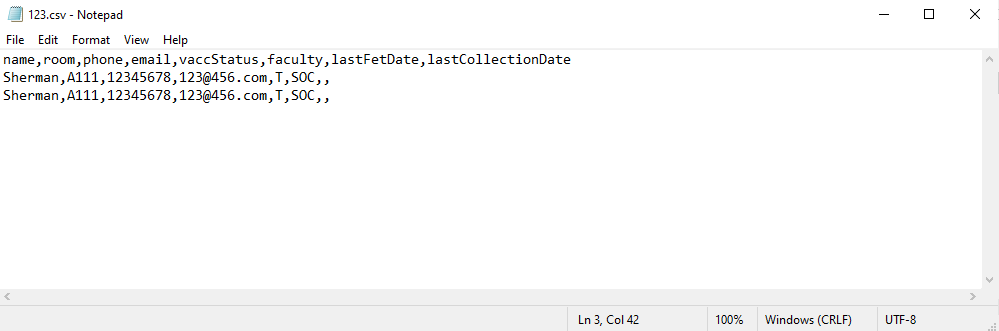 123.csv - Notepad
File Edit Format View Help
name,room,phone,email,vaccStatus,faculty,lastFetDate,lastCollectionDate
Sherman,A111,12345678,123@456.com,T,SOC,,
Sherman,A111,12345678,123@456.com,T,SOC,,
Ln 3, Col 42 100% Windows (CRLF) UTF-8